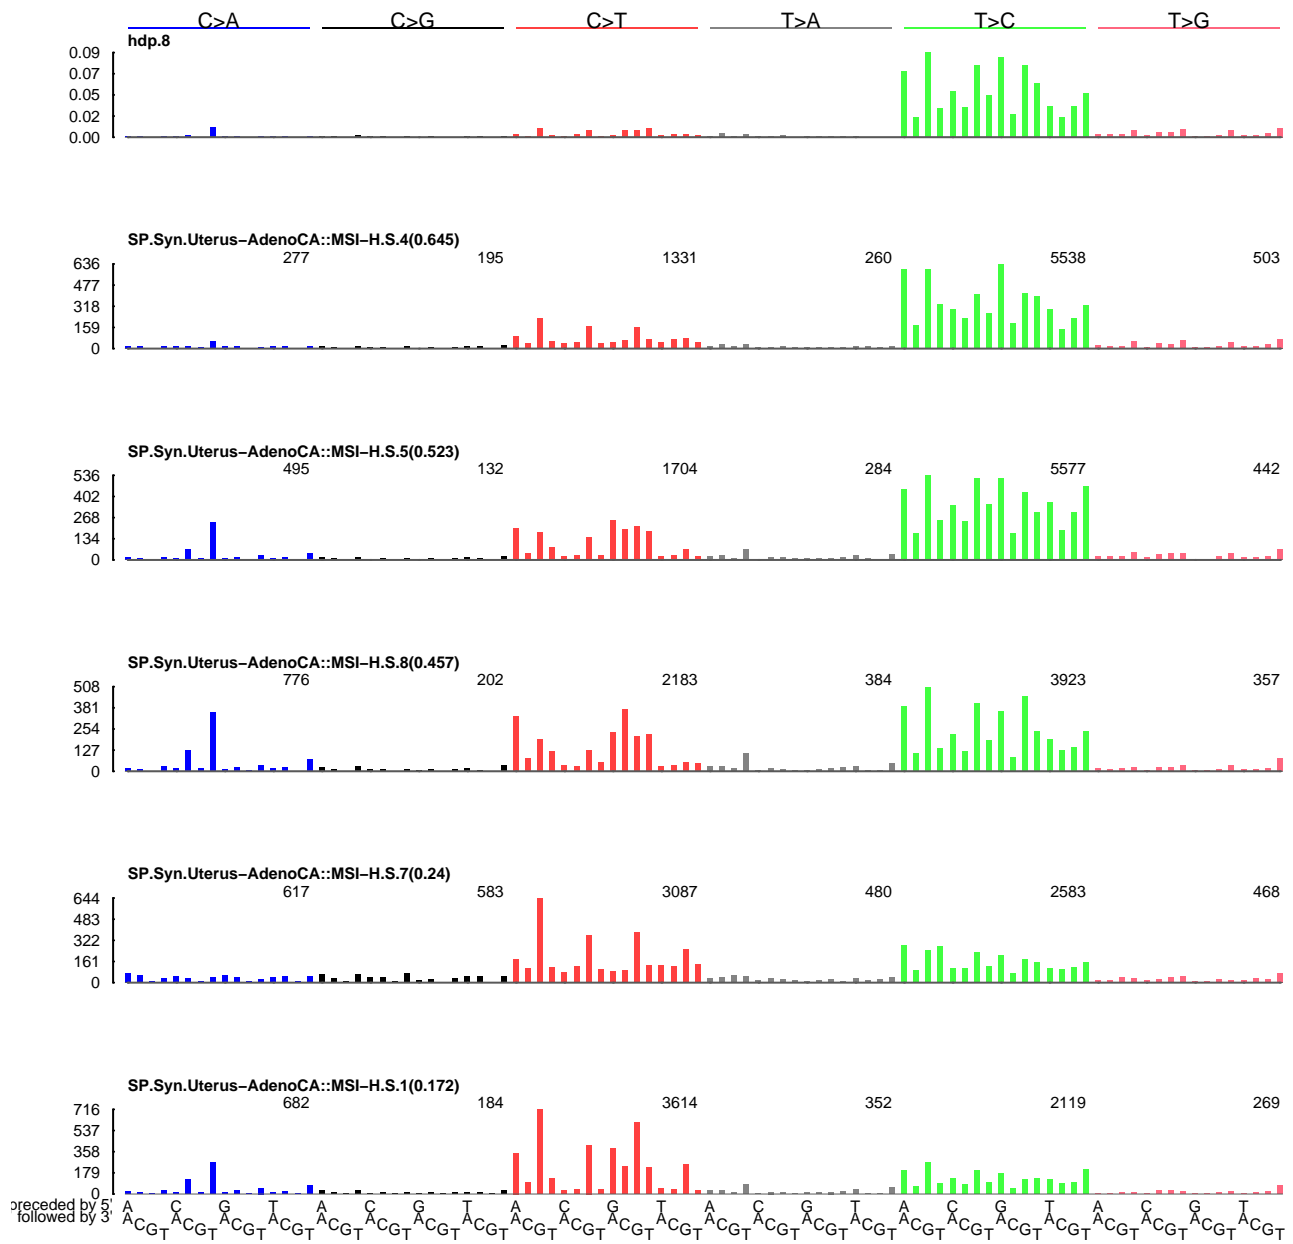 C>A C>G C>T T>A T>C T>G
hdp.8
0.09
0.07
0.05
0.02
0.00
SP.Syn.Uterus−AdenoCA::MSI−H.S.4(0.645)
277 195 1331 260 5538 503
636
477
318
159
0
SP.Syn.Uterus−AdenoCA::MSI−H.S.5(0.523)
495 132 1704 284 5577 442
536
402
268
134
0
SP.Syn.Uterus−AdenoCA::MSI−H.S.8(0.457)
776 202 2183 384 3923 357
508
381
254
127
0
SP.Syn.Uterus−AdenoCA::MSI−H.S.7(0.24)
617 583 3087 480 2583 468
644
483
322
161
0
SP.Syn.Uterus−AdenoCA::MSI−H.S.1(0.172)
682 184 3614 352 2119 269
716
537
358
179
0
preceded by 5' A C G T A C G T A C G T A C G T A C G T A C G T
followed by 3' A C G T A C G T A C G T A C G T A C G T A C G T A C G T A C G T A C G T A C G T A C G T A C G T A C G T A C G T A C G T A C G T A C G T A C G T A C G T A C G T A C G T A C G T A C G T A C G T